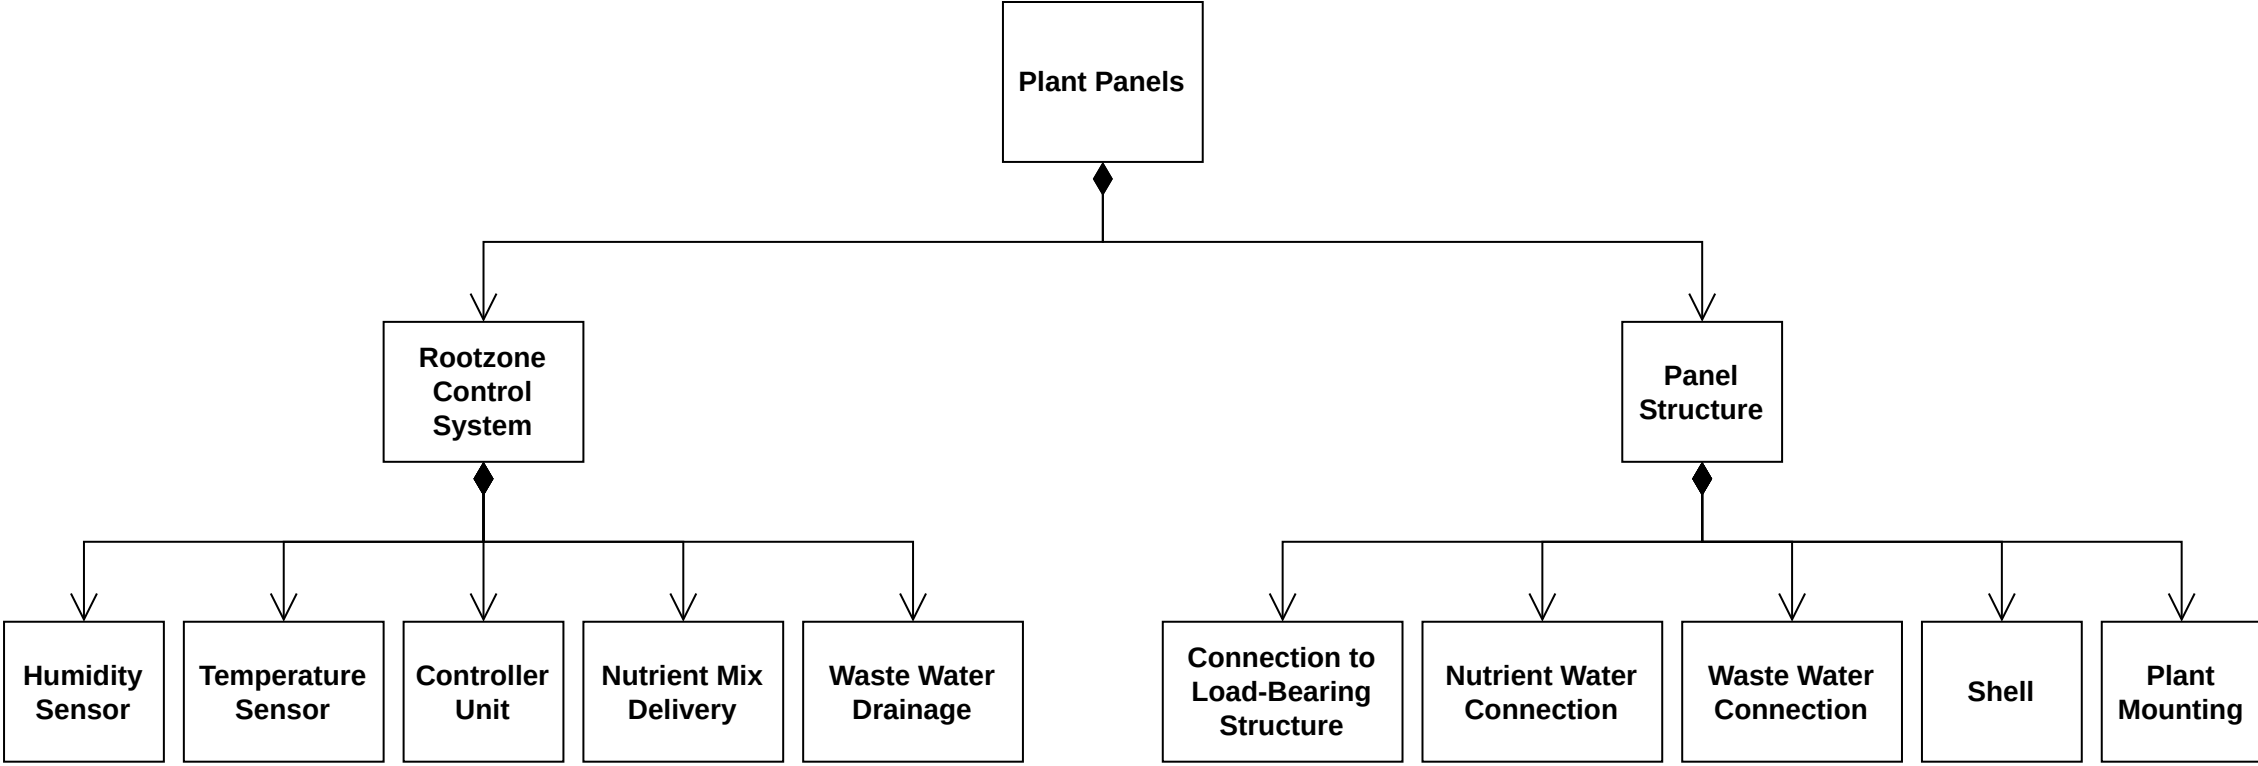 Plant Panels
Rootzone
Control
System
Panel
Structure
Humidity
Sensor
Temperature
Sensor
Controller
Unit
Nutrient Mix
Delivery
Waste Water
Drainage
Connection to
Load-Bearing
Structure
Nutrient Water
Connection
Waste Water
Connection
Shell
Plant
Mounting